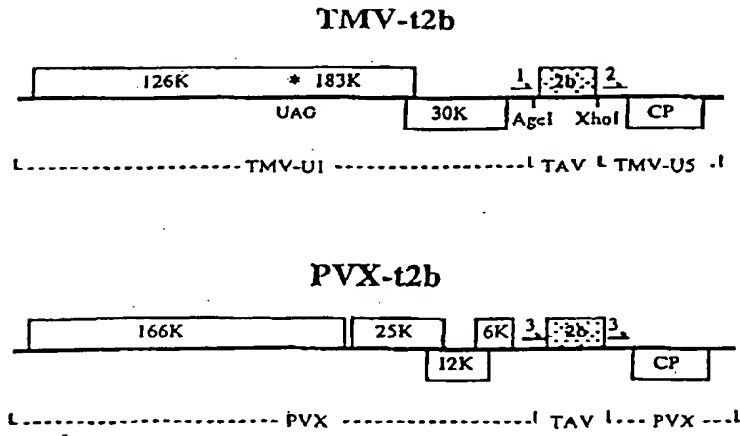 TMV-t2b
126K * 183K 1 2b 2
UAG 30K AgeI XhoI CP
TMV-U1 TAV TMV-U5
PVX-t2b
166K 25K 6K 3 2b 3
12K CP
PVX TAV PVX